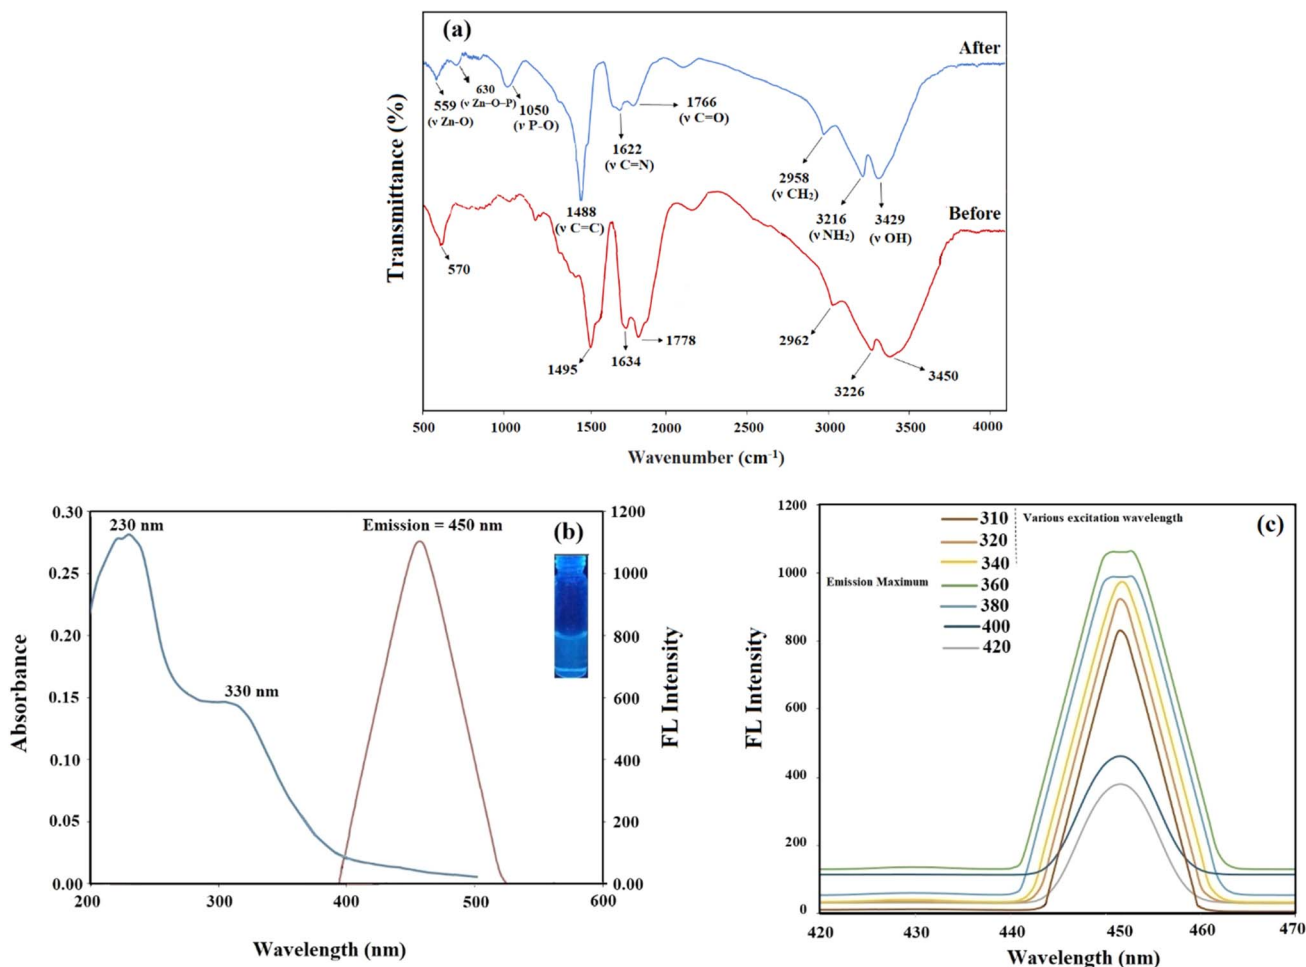 (a)
After
559
(ν Zn-O)
630
(ν Zn–O–P)
1050
(ν P-O)
1766
(ν C=O)
1622
(ν C=N)
2958
(ν CH₂)
1488
(ν C=C)
3216
(ν NH₂)
3429
(ν OH)
Before
570
1495
1634
1778
2962
3226
3450
Transmittance (%)
500 1000 1500 2000 2500 3000 3500 4000
Wavenumber (cm⁻¹)
(b)
230 nm
330 nm
Emission = 450 nm
0.30
0.25
0.20
0.15
0.10
0.05
0.00
Absorbance
1200
1000
800
600
400
200
0.00
FL Intensity
200 300 400 500 600
Wavelength (nm)
(c)
310
320
340
360
380
400
420
Various excitation wavelength
Emission Maximum
1200
1000
800
600
400
200
0
FL Intensity
420 430 440 450 460 470
Wavelength (nm)